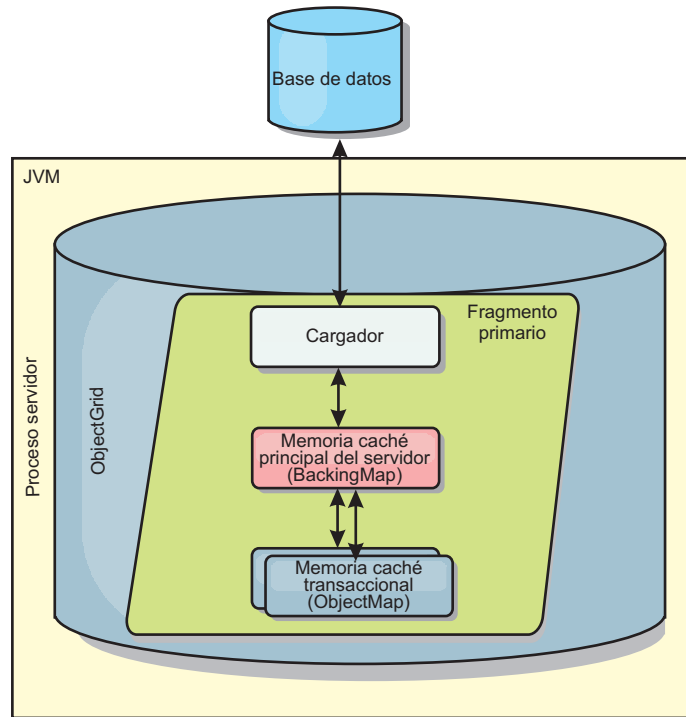 Base de datos
JVM
Proceso servidor
ObjectGrid
Fragmento
primario
Cargador
Memoria caché
principal del servidor
(BackingMap)
Memoria caché
transaccional
(ObjectMap)